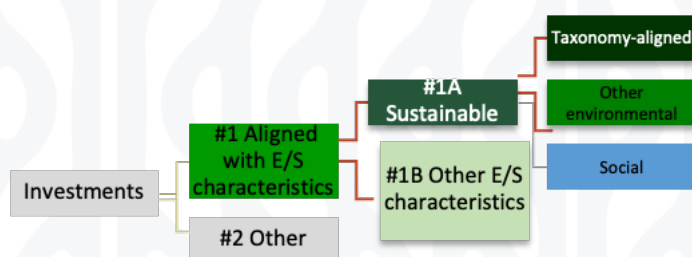 Taxonomy-aligned
#1A
Sustainable
Other
environmental
#1 Aligned
with E/S
characteristics
Social
#1B Other E/S
characteristics
Investments
#2 Other